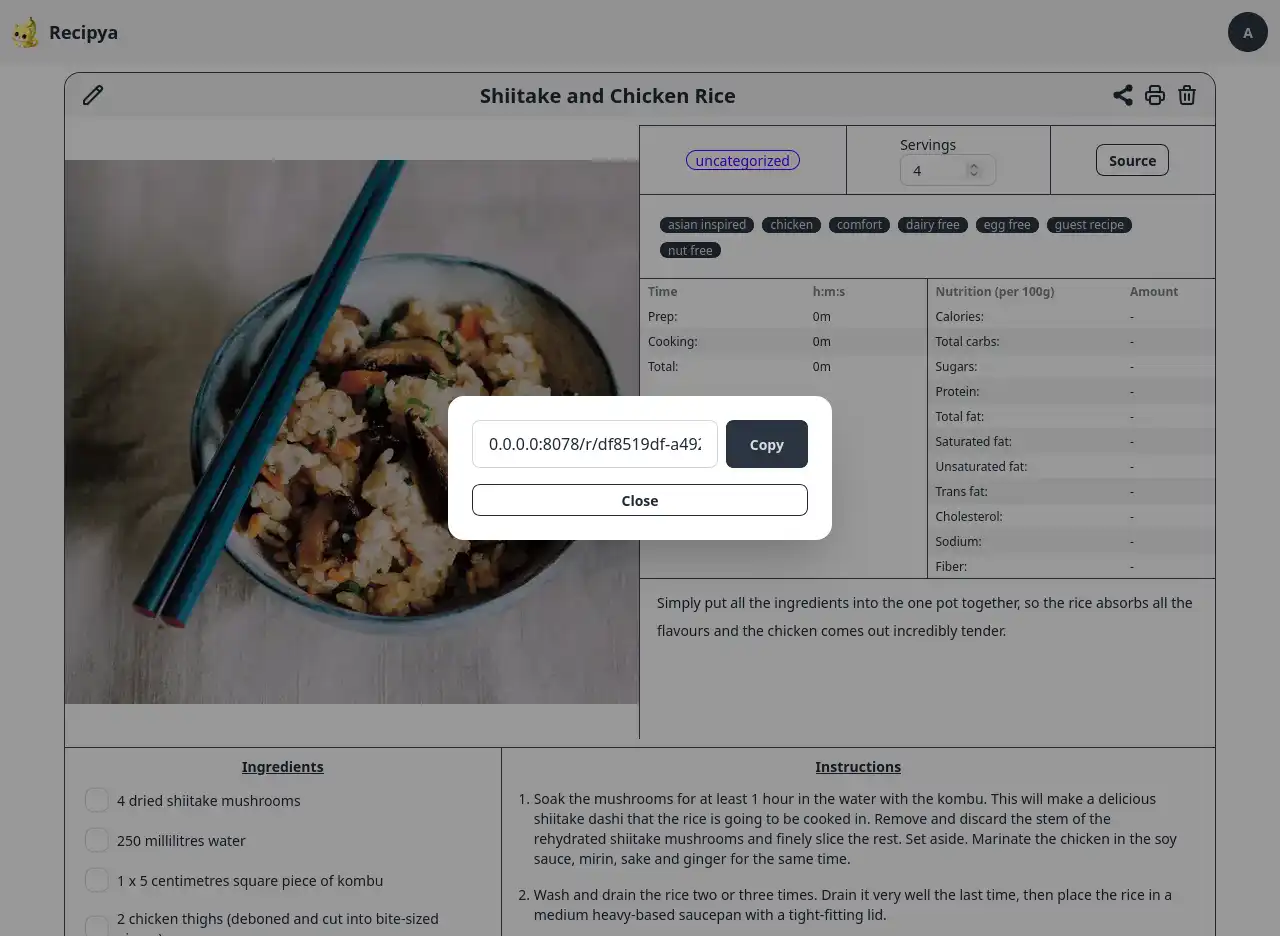 Recipya
A
Shiitake and Chicken Rice
uncategorized
Servings
4
Source
asian inspired chicken comfort dairy free egg free guest recipe
nut free
Time h:m:s
Prep: 0m
Cooking: 0m
Total: 0m
Nutrition (per 100g) Amount
Calories: -
Total carbs: -
Sugars: -
Protein: -
Total fat: -
Saturated fat: -
Unsaturated fat: -
Trans fat: -
Cholesterol: -
Sodium: -
Fiber: -
0.0.0.0:8078/r/df8519df-a492
Copy
Close
Simply put all the ingredients into the one pot together, so the rice absorbs all the
flavours and the chicken comes out incredibly tender.
Ingredients
4 dried shiitake mushrooms
250 millilitres water
1 x 5 centimetres square piece of kombu
2 chicken thighs (deboned and cut into bite-sized
Instructions
1. Soak the mushrooms for at least 1 hour in the water with the kombu. This will make a delicious
shiitake dashi that the rice is going to be cooked in. Remove and discard the stem of the
rehydrated shiitake mushrooms and finely slice the rest. Set aside. Marinate the chicken in the soy
sauce, mirin, sake and ginger for the same time.
2. Wash and drain the rice two or three times. Drain it very well the last time, then place the rice in a
medium heavy-based saucepan with a tight-fitting lid.